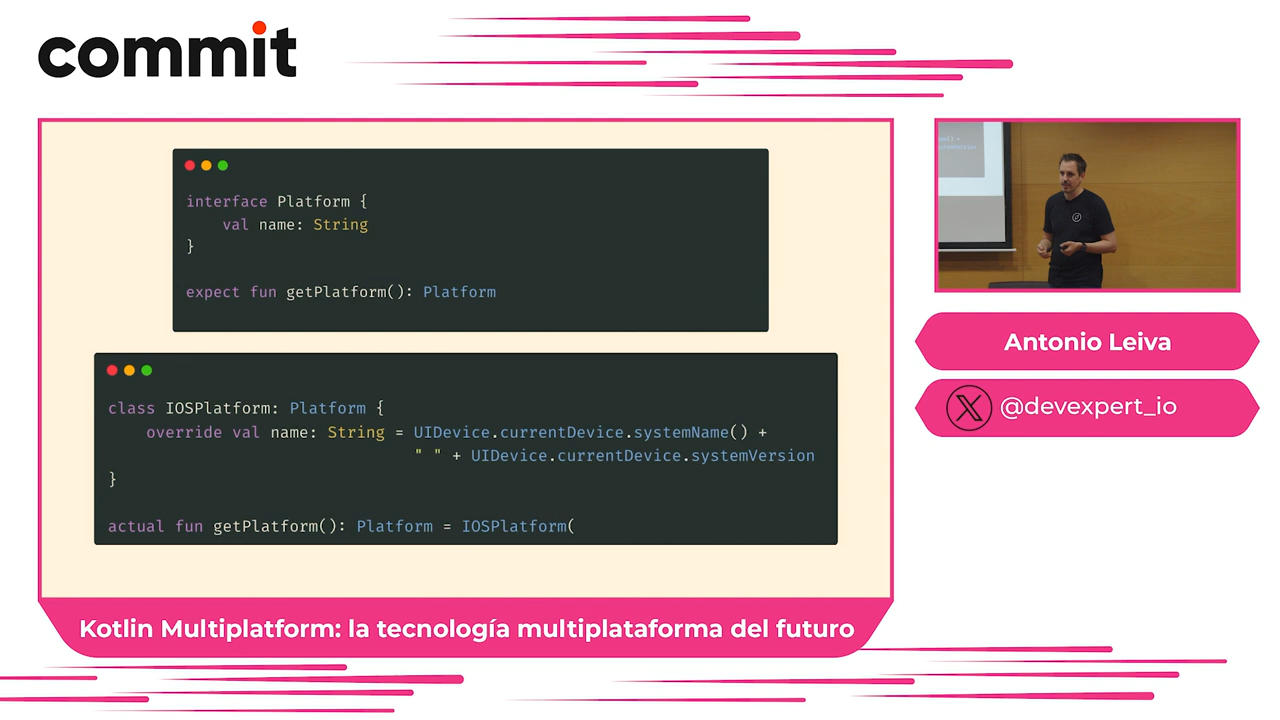 commit
interface Platform {
    val name: String
}
expect fun getPlatform(): Platform
class IOSPlatform: Platform {
    override val name: String = UIDevice.currentDevice.systemName() +
                                " " + UIDevice.currentDevice.systemVersion
}
actual fun getPlatform(): Platform = IOSPlatform(
Kotlin Multiplatform: la tecnología multiplataforma del futuro
Antonio Leiva
@devexpert_io